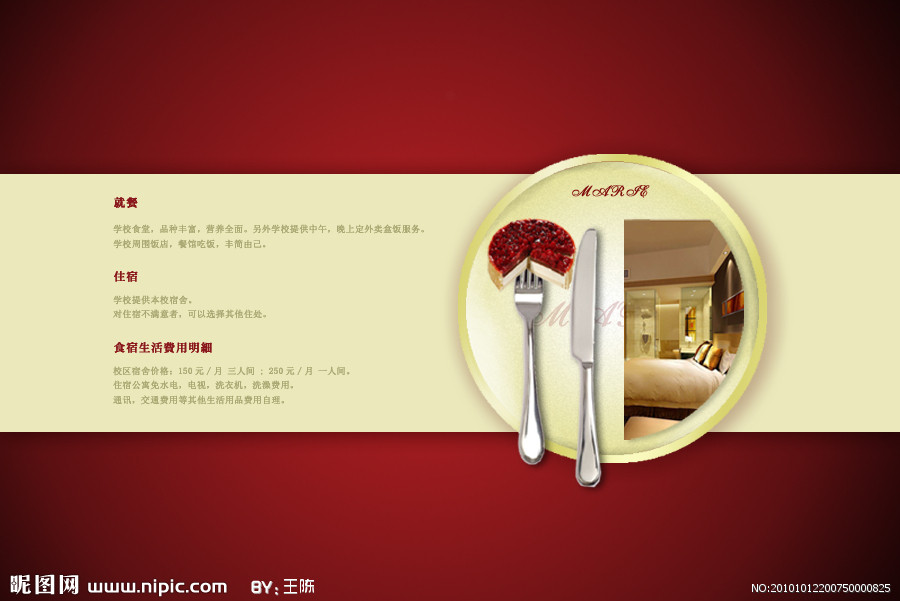 就餐
学校食堂，品种丰富，营养全面。另外学校提供中午，晚上定外卖盒饭服务。
学校周围饭店，餐馆吃饭，丰简由己。
住宿
学校提供本校宿舍。
对住宿不满意者，可以选择其他住处。
食宿生活費用明細
校区宿舍价格：150 元 / 月 三人间 ； 250 元 / 月 一人间。
住宿公寓免水电，电视，洗衣机，洗澡费用。
通讯，交通费用等其他生活用品费用自理。
MARIE
MARIE
昵图网 www.nipic.com BY：王陈
NO:20101012200750000825